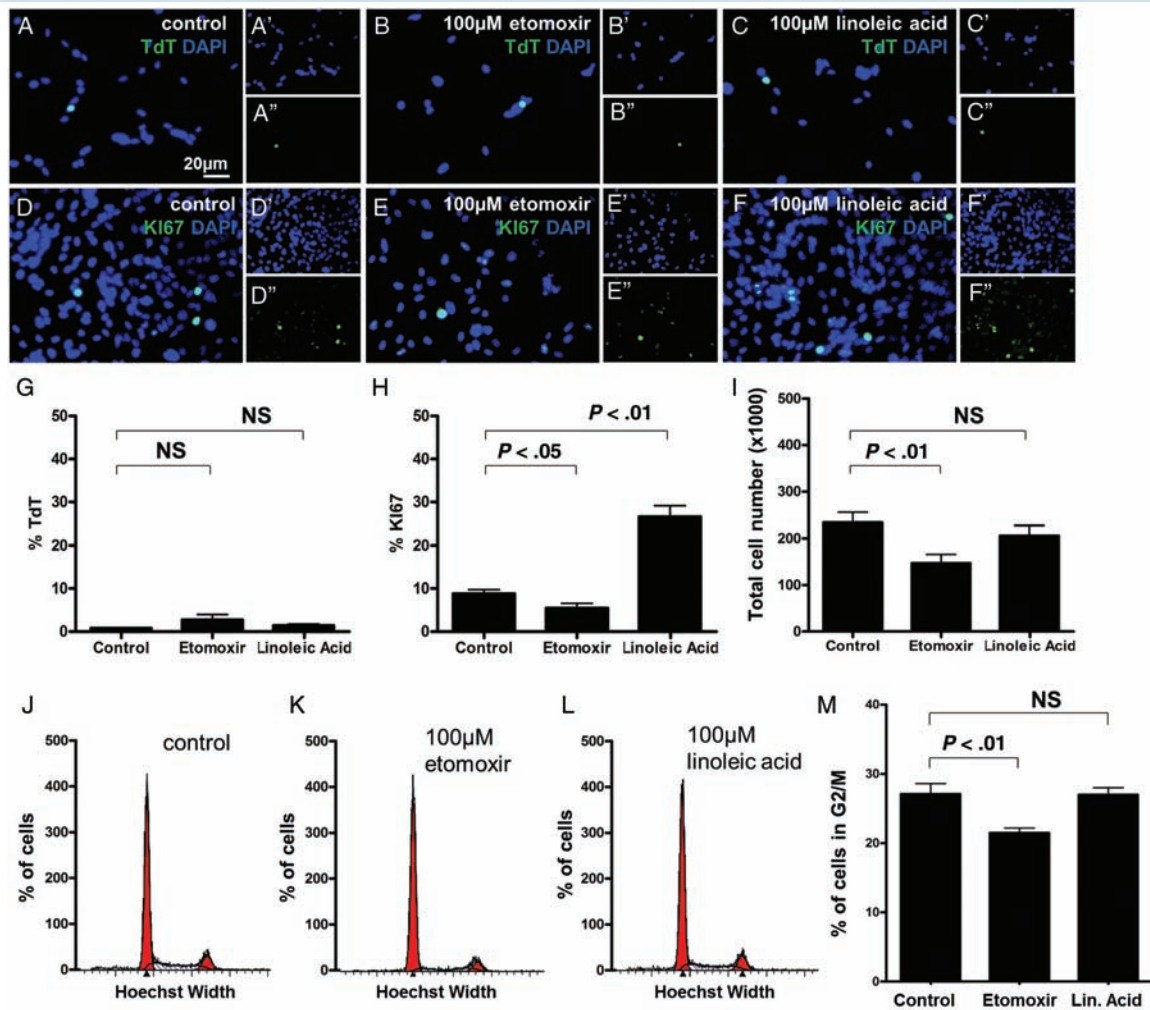 A control TdT DAPI 20µm
A'
A"
B 100µM etomoxir TdT DAPI
B'
B"
C 100µM linoleic acid TdT DAPI
C'
C"
D control KI67 DAPI
D'
D"
E 100µM etomoxir KI67 DAPI
E'
E"
F 100µM linoleic acid KI67 DAPI
F'
F"
G
% TdT
50
40
30
20
10
0
NS
NS
Control Etomoxir Linoleic Acid
H
% KI67
50
40
30
20
10
0
P < .01
P < .05
Control Etomoxir Linoleic Acid
I
Total cell number (x1000)
500
400
300
200
100
0
NS
P < .01
Control Etomoxir Linoleic Acid
J
control
% of cells
500
400
300
200
100
0
Hoechst Width
K
100µM
etomoxir
% of cells
500
400
300
200
100
0
Hoechst Width
L
100µM
linoleic acid
% of cells
500
400
300
200
100
0
Hoechst Width
M
% of cells in G2/M
40
30
20
10
0
NS
P < .01
Control Etomoxir Lin. Acid